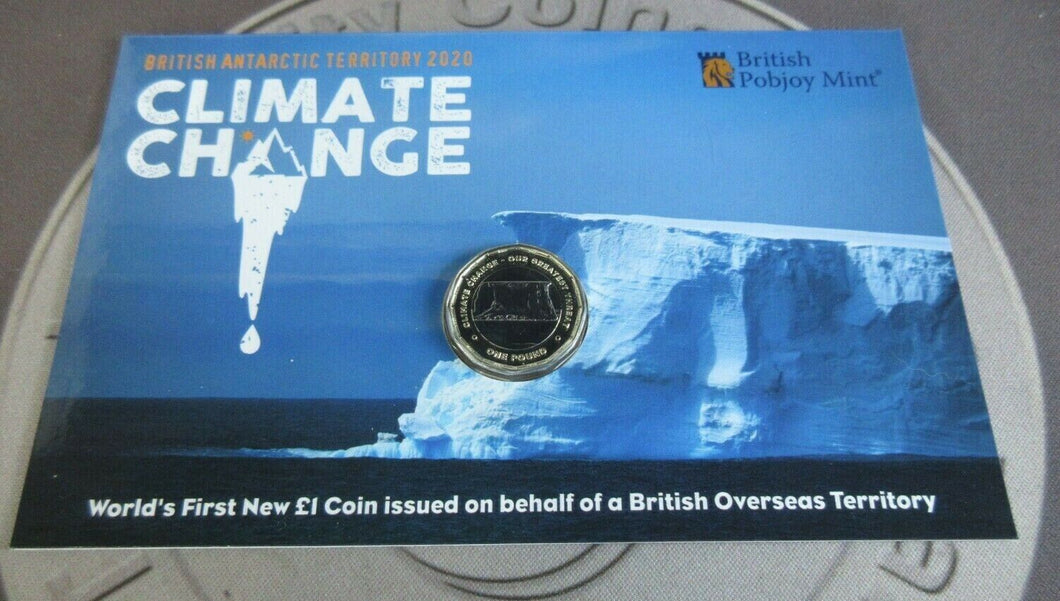 BRITISH ANTARCTIC TERRITORY 2020
CLIMATE
CHANGE
British
Pobjoy Mint®
CLIMATE CHANGE - OUR GREATEST THREAT
ONE POUND
World's First New £1 Coin issued on behalf of a British Overseas Territory